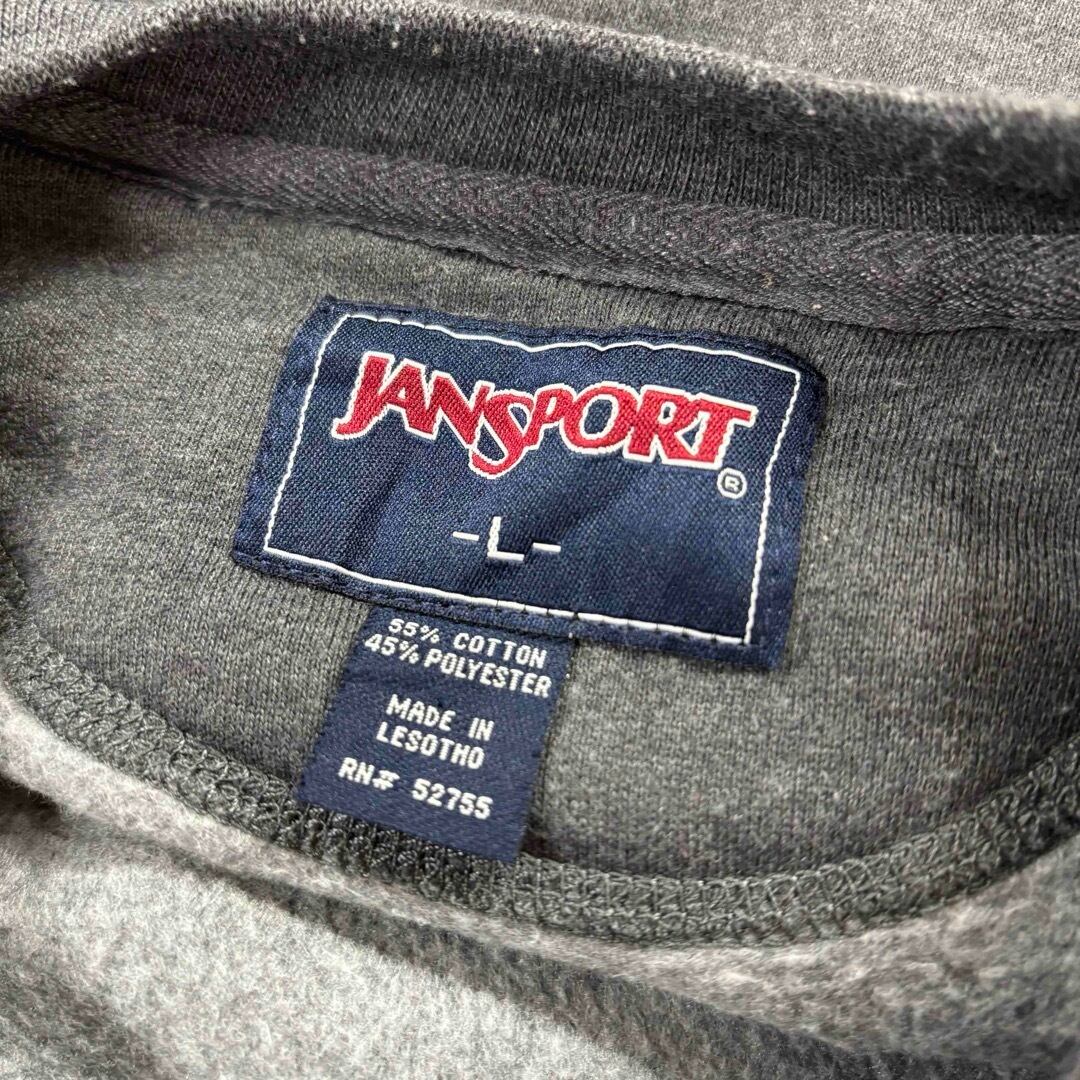 JANSPORT
®
-L-
55% COTTON
45% POLYESTER
MADE IN
LESOTHO
RN# 52755